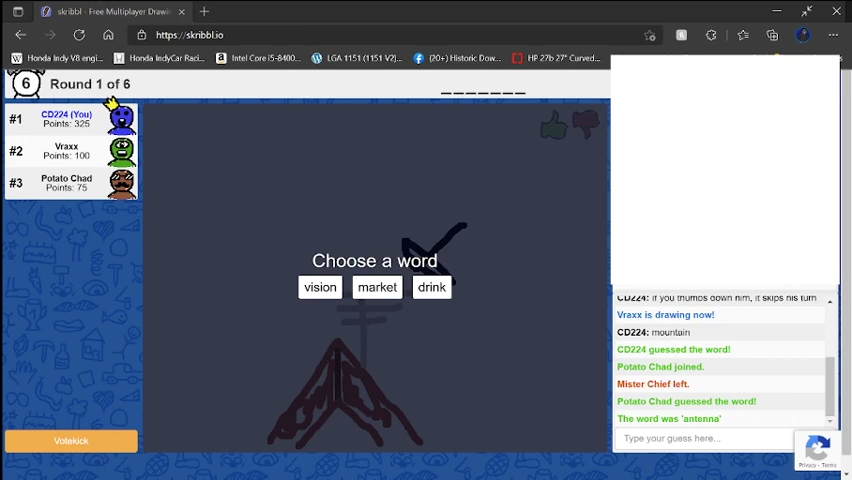 skribbl - Free Multiplayer Drawi
https://skribbl.io
Honda Indy V8 engi...
Honda IndyCar Raci...
Intel Core i5-8400...
LGA 1151 (1151 V2)...
(20+) Historic Dow...
HP 27b 27" Curved...
6
Round 1 of 6
_ _ _ _ _ _ _
#1
CD224 (You)
Points: 325
#2
Vraxx
Points: 100
#3
Potato Chad
Points: 75
Choose a word
vision
market
drink
CD224: If you thumbs down him, it skips his turn
Vraxx is drawing now!
CD224: mountain
CD224 guessed the word!
Potato Chad joined.
Mister Chief left.
Potato Chad guessed the word!
The word was 'antenna'
Votekick
Type your guess here...
Privacy - Terms